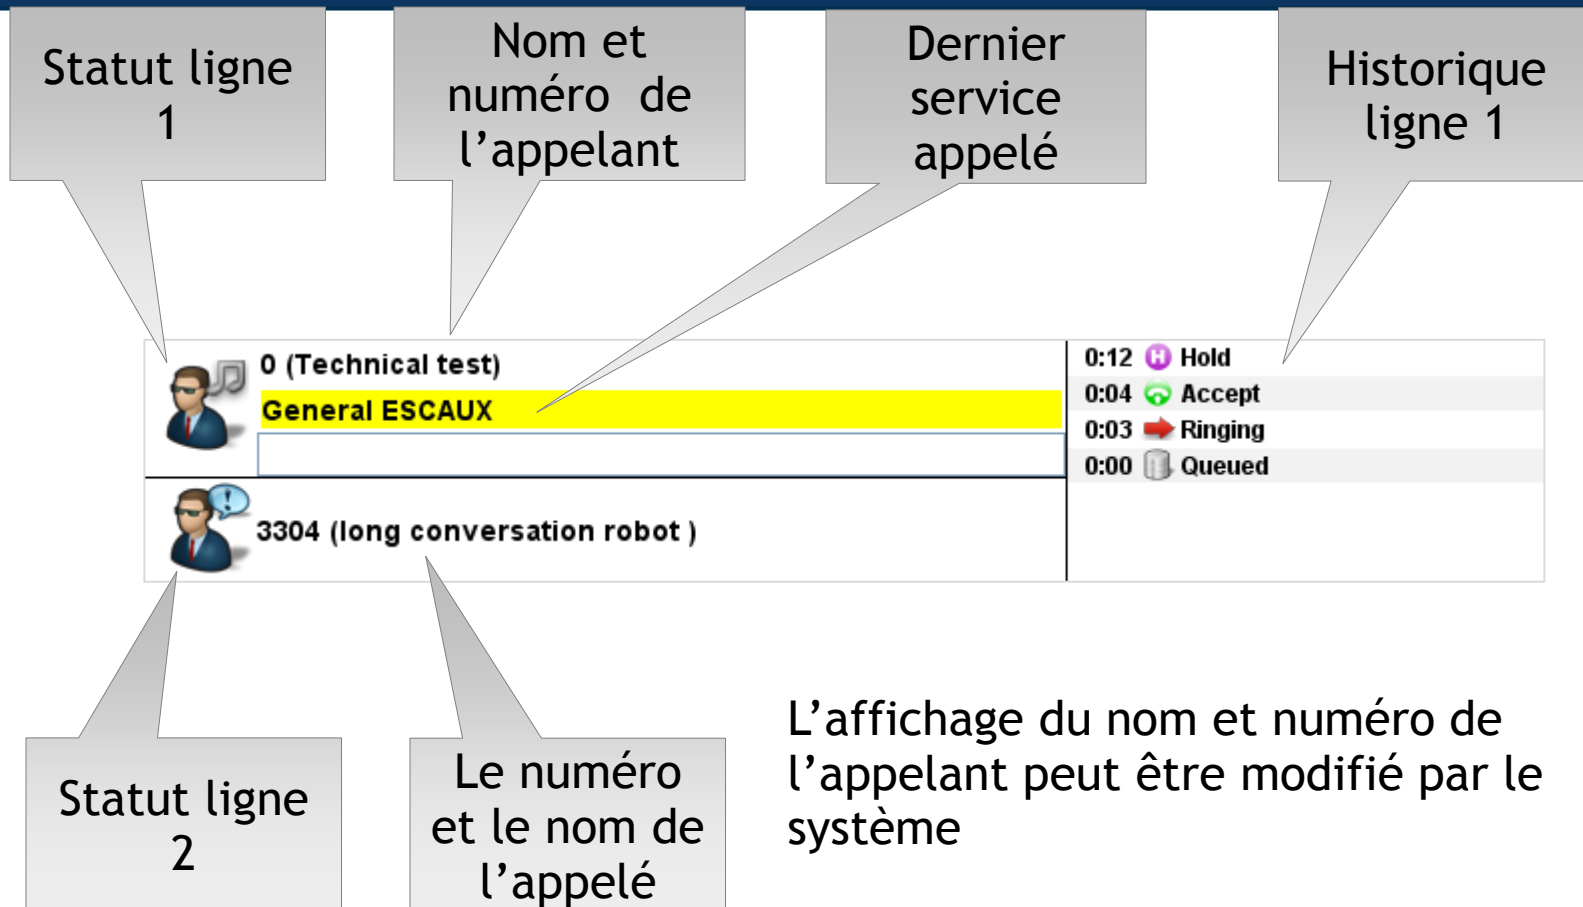 Statut ligne
1
Nom et
numéro de
l’appelant
Dernier
service
appelé
Historique
ligne 1
0 (Technical test)
General ESCAUX
0:12 H Hold
0:04 Accept
0:03 Ringing
0:00 Queued
3304 (long conversation robot )
Statut ligne
2
Le numéro
et le nom de
l’appelé
L’affichage du nom et numéro de
l’appelant peut être modifié par le
système